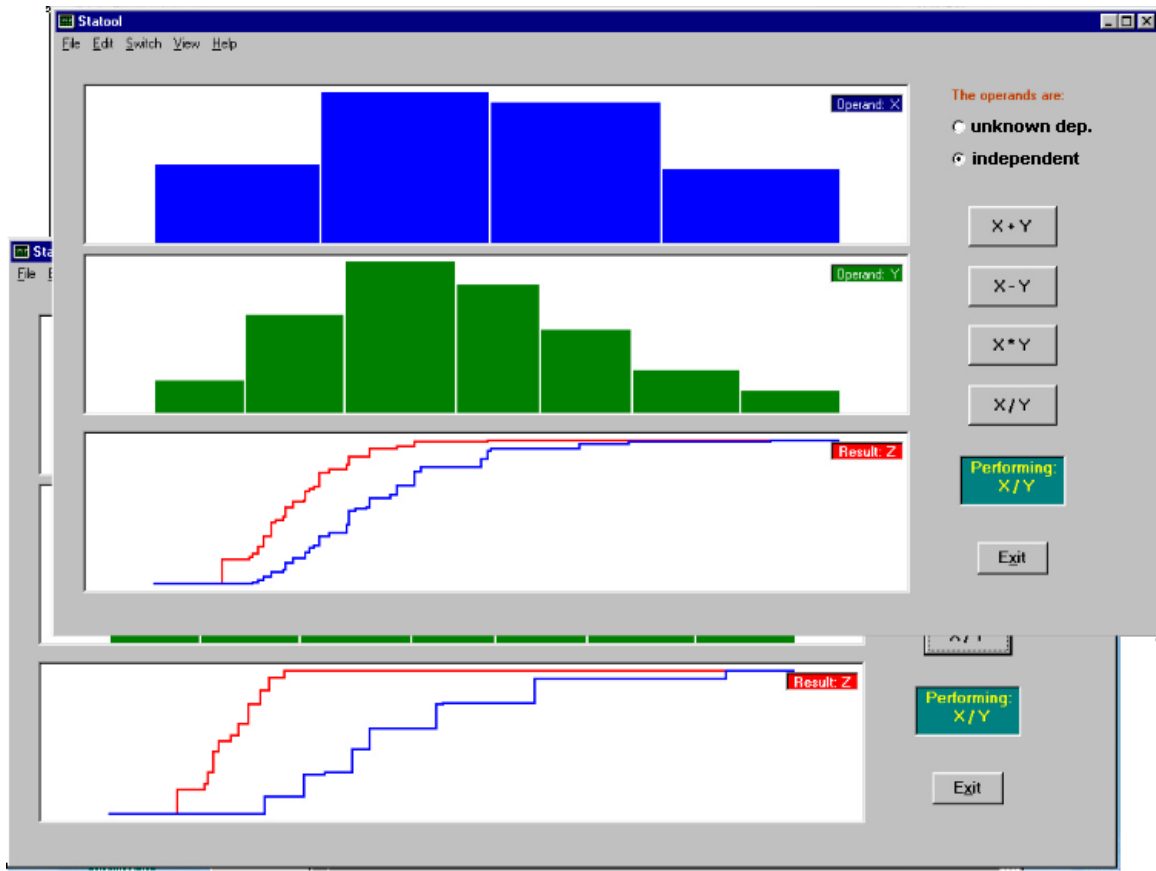 Statool
File Edit Switch View Help
Operand: X
The operands are:
unknown dep.
independent
X + Y
X - Y
X * Y
X / Y
Operand: Y
Result: Z
Performing:
X / Y
Exit
Sta
File E
X / Y
Result: Z
Performing:
X / Y
Exit